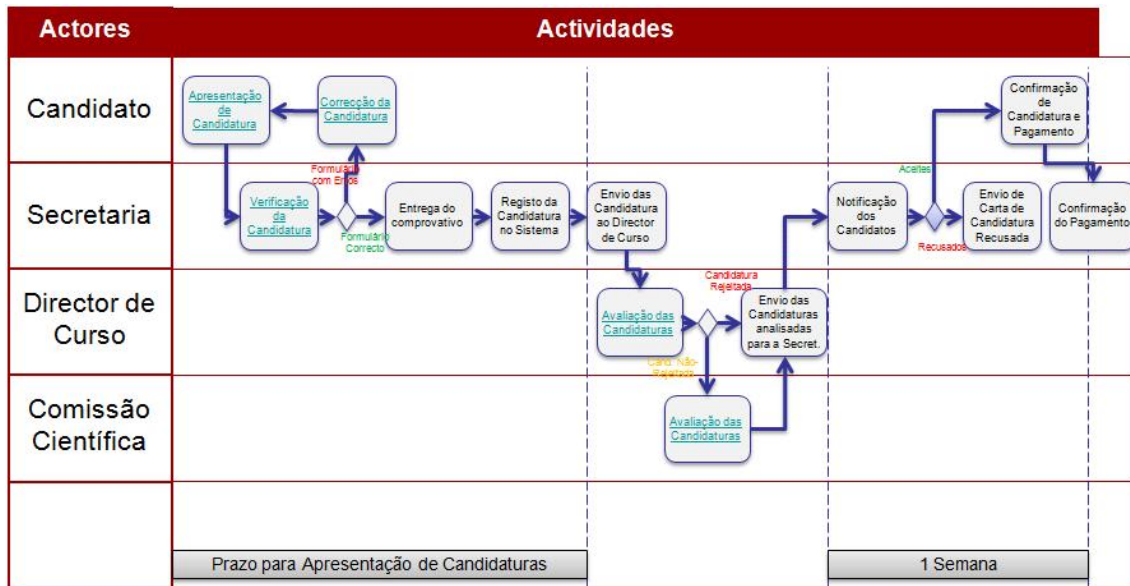 Actores
Actividades
Candidato
Apresentação
de
Candidatura
Correcção da
Candidatura
Confirmação
de
Candidatura e
Pagamento
Formulário
com Erros
Aceites
Secretaria
Verificação
da
Candidatura
Formulário
Correcto
Entrega do
comprovativo
Registo da
Candidatura
no Sistema
Envio das
Candidatura
ao Director
de Curso
Notificação
dos
Candidatos
Recusados
Envio de
Carta de
Candidatura
Recusada
Confirmação
do Pagamento
Director de
Curso
Avaliação das
Candidaturas
Candidatura
Rejeitada
Cand. Não-
Rejeitada
Envio das
Candidaturas
analisadas
para a Secret.
Comissão
Científica
Avaliação das
Candidaturas
Prazo para Apresentação de Candidaturas
1 Semana